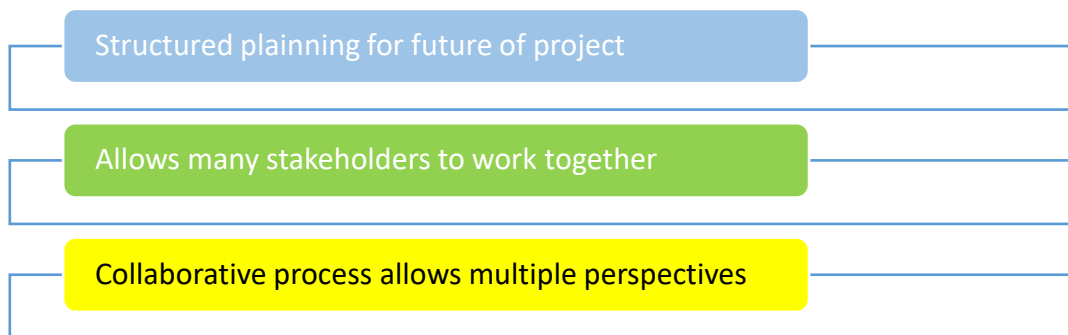 Structured plainning for future of project
Allows many stakeholders to work together
Collaborative process allows multiple perspectives